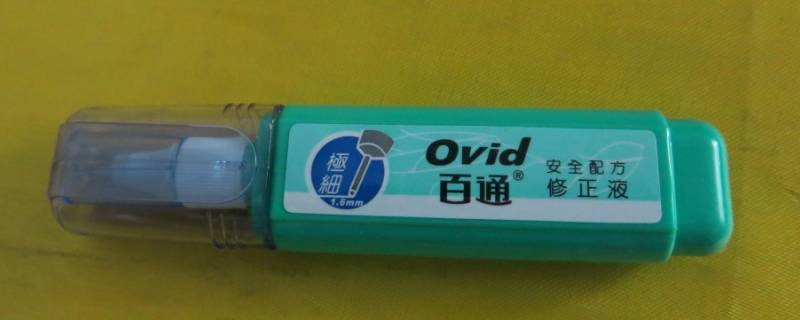 極細
1.6mm
Ovid
百通®
安全配方
修正液